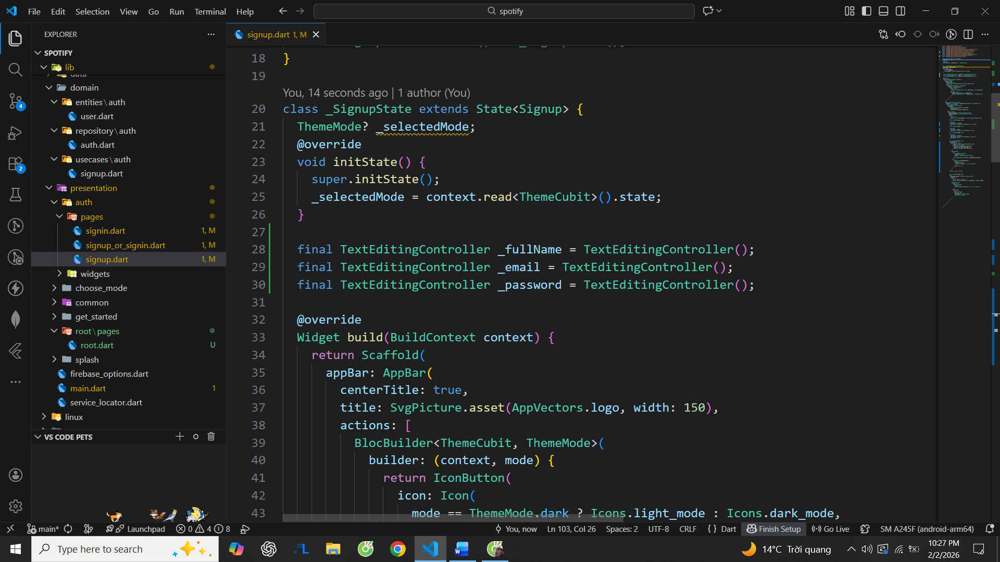 File Edit Selection View Go Run Terminal Help
spotify
EXPLORER
signup.dart 1, M
SPOTIFY
lib
data
domain
entities\auth
user.dart
repository\auth
auth.dart
usecases\auth
signup.dart
presentation
auth
pages
signin.dart 1, M
signup_or_signin.dart 1, M
signup.dart 1, M
widgets
choose_mode
common
get_started
root\pages
root.dart U
splash
firebase_options.dart
main.dart 1
service_locator.dart
linux
VS CODE PETS
4
2
18 }
19
You, 14 seconds ago | 1 author (You)
20 class _SignupState extends State<Signup> {
21 ThemeMode? _selectedMode;
22 @override
23 void initState() {
24 super.initState();
25 _selectedMode = context.read<ThemeCubit>().state;
26 }
27
28 final TextEditingController _fullName = TextEditingController();
29 final TextEditingController _email = TextEditingController();
30 final TextEditingController _password = TextEditingController();
31
32 @override
33 Widget build(BuildContext context) {
34 return Scaffold(
35 appBar: AppBar(
36 centerTitle: true,
37 title: SvgPicture.asset(AppVectors.logo, width: 150),
38 actions: [
39 BlocBuilder<ThemeCubit, ThemeMode>(
40 builder: (context, mode) {
41 return IconButton(
42 icon: Icon(
43 mode == ThemeMode.dark ? Icons.light_mode : Icons.dark_mode,
main* Launchpad 0 4 8 You, now Ln 103, Col 26 Spaces: 2 UTF-8 CRLF {} Dart Finish Setup Go Live SM A245F (android-arm64)
Type here to search
14°C Trời quang
10:27 PM
2/2/2026